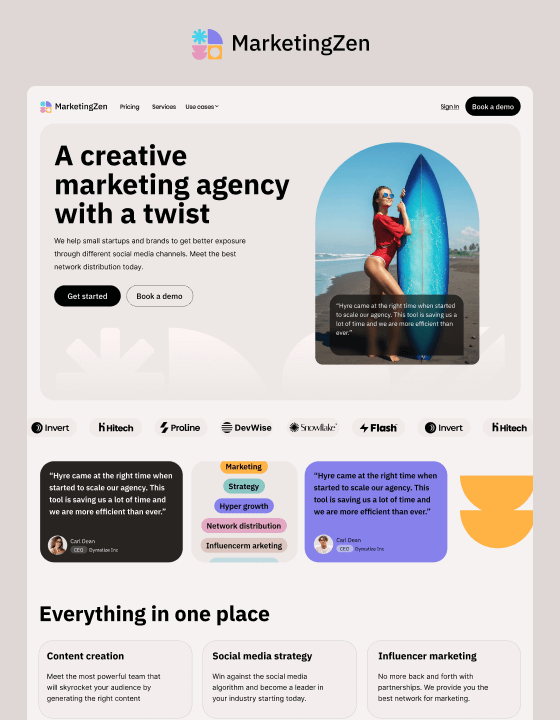 MarketingZen
MarketingZen
Pricing
Services
Use cases
Sign In
Book a demo
A creative
marketing agency
with a twist
We help small startups and brands to get better exposure
through different social media channels. Meet the best
network distribution today.
Get started
Book a demo
“Hyre came at the right time when started
to scale our agency. This tool is saving us a
lot of time and we are more efficient than
ever.”
Invert
Hitech
Proline
DevWise
Snowflake
Flash
Invert
Hitech
“Hyre came at the right time when
started to scale our agency. This
tool is saving us a lot of time and
we are more efficient ever.”
Carl Dean
CEO
Dymatize Inc
Marketing
Strategy
Hyper growth
Network distribution
Influencerm arketing
“Hyre came at the right time when
started to scale our agency. This
tool is saving us a lot of time and
we are more efficient ever.”
Carl Dean
CEO
Dymatize Inc
Everything in one place
Content creation
Meet the most powerful team that
will skyrocket your audience by
generating the right content
Social media strategy
Win against the social media
algorithm and become a leader in
your industry starting today.
Influencer marketing
No more back and forth with
partnerships. We provide you the
best network for marketing.